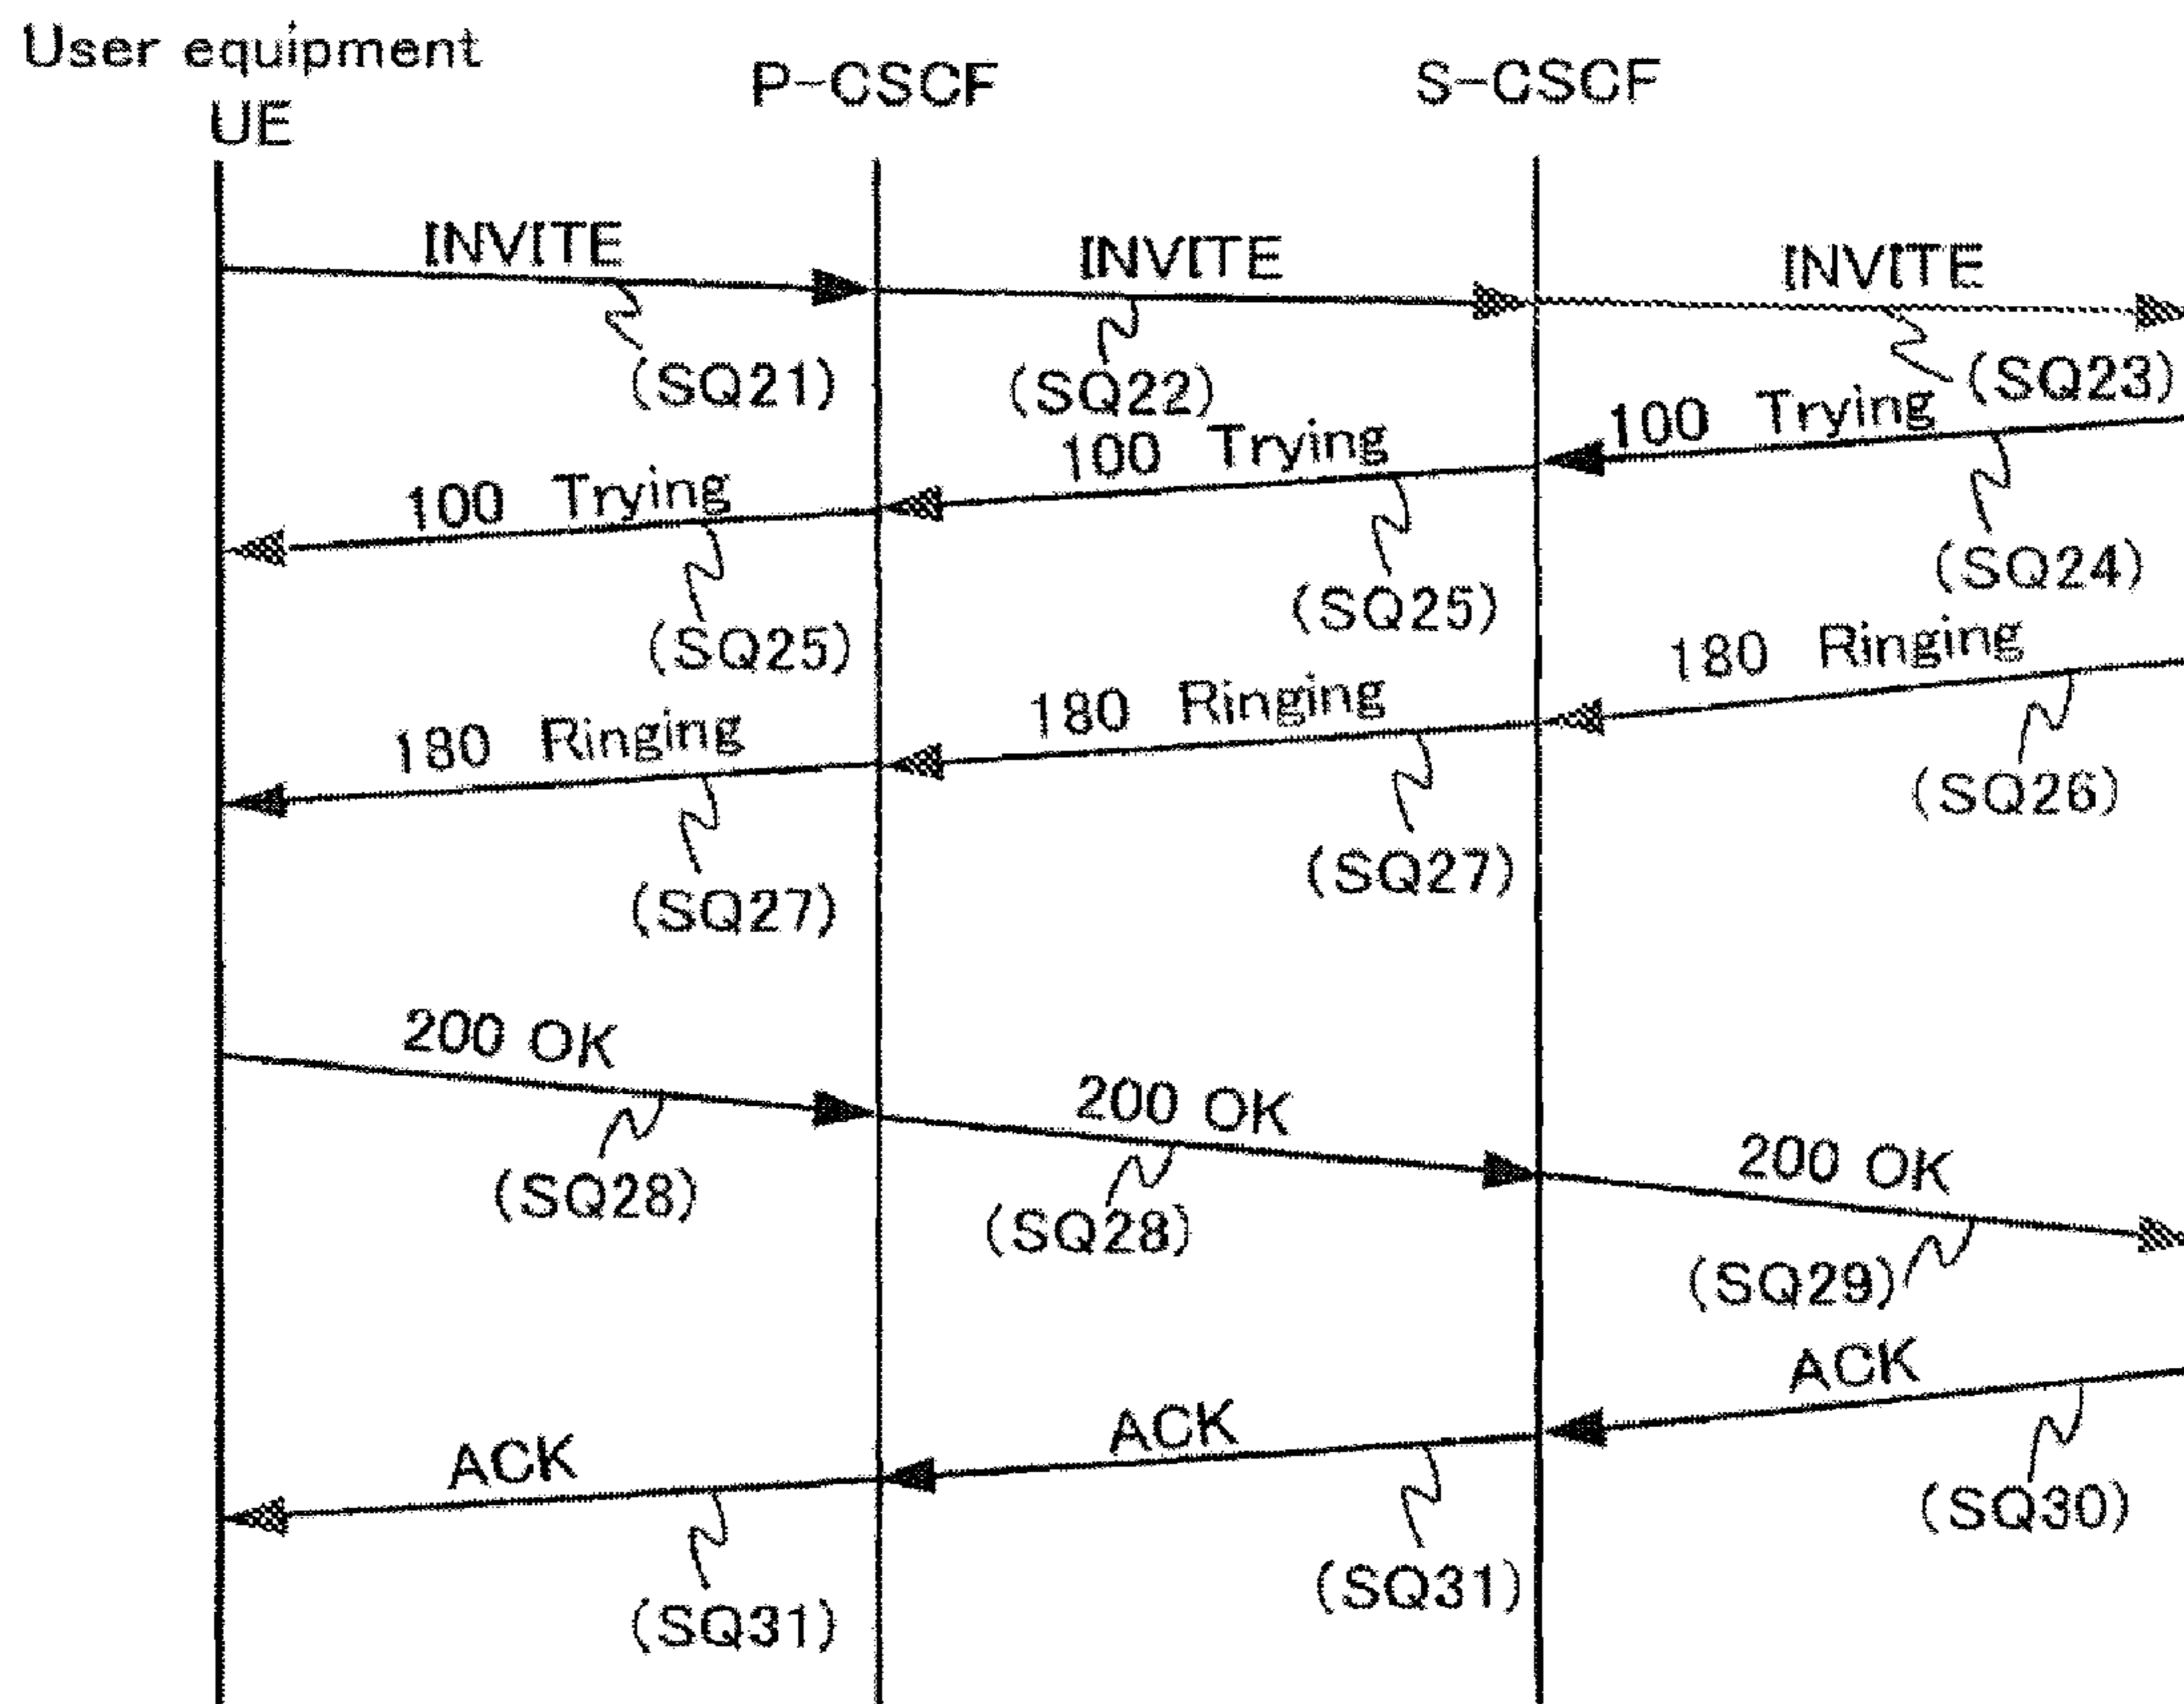 User equipment
UE
P-CSCF
S-CSCF
INVITE
INVITE
INVITE
(SQ21)
(SQ22)
(SQ23)
100 Trying
100 Trying
100 Trying
(SQ24)
(SQ25)
(SQ25)
180 Ringing
180 Ringing
180 Ringing
(SQ26)
(SQ27)
(SQ27)
200 OK
200 OK
200 OK
(SQ28)
(SQ28)
(SQ29)
ACK
ACK
ACK
(SQ30)
(SQ31)
(SQ31)